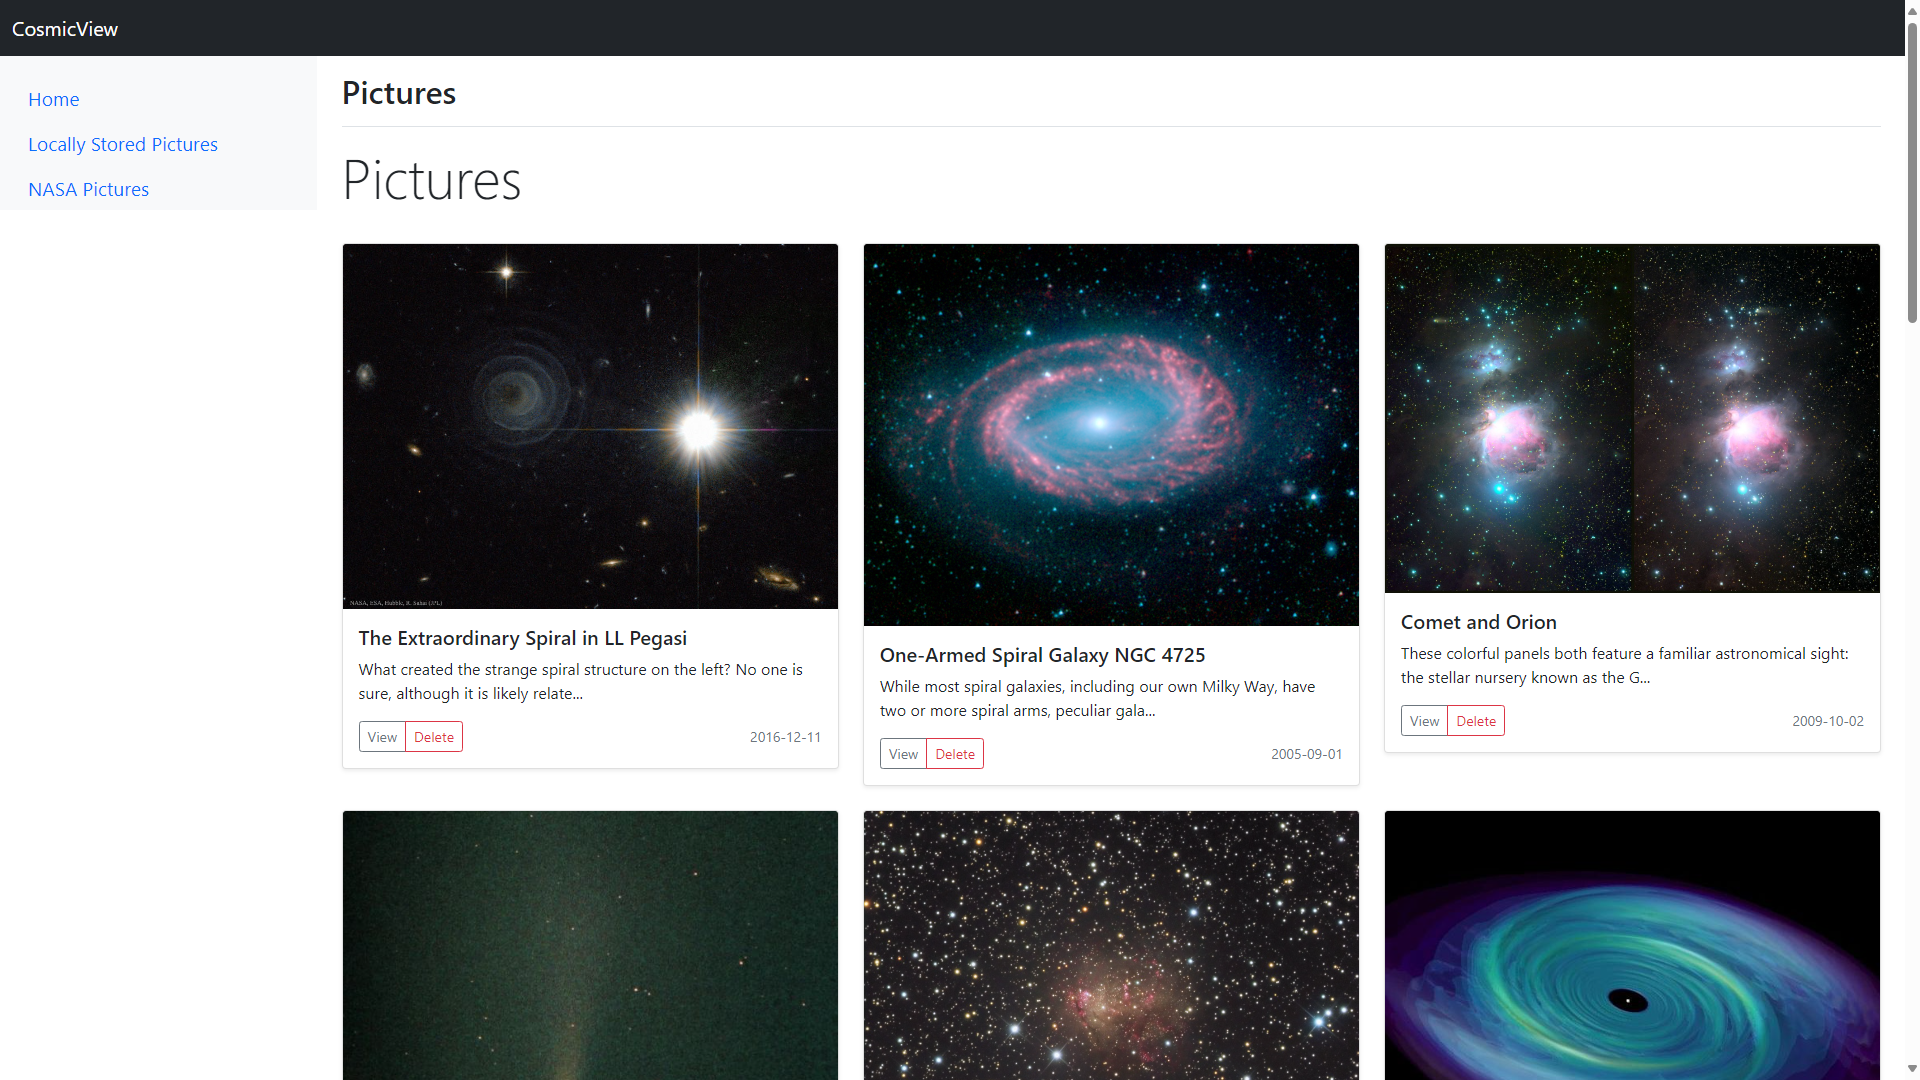 CosmicView
Home
Locally Stored Pictures
NASA Pictures
Pictures
Pictures
NASA, ESA, Hubble, R. Sahai (JPL)
The Extraordinary Spiral in LL Pegasi
What created the strange spiral structure on the left? No one is
sure, although it is likely relate...
View
Delete
2016-12-11
One-Armed Spiral Galaxy NGC 4725
While most spiral galaxies, including our own Milky Way, have
two or more spiral arms, peculiar gala...
View
Delete
2005-09-01
Comet and Orion
These colorful panels both feature a familiar astronomical sight:
the stellar nursery known as the G...
View
Delete
2009-10-02